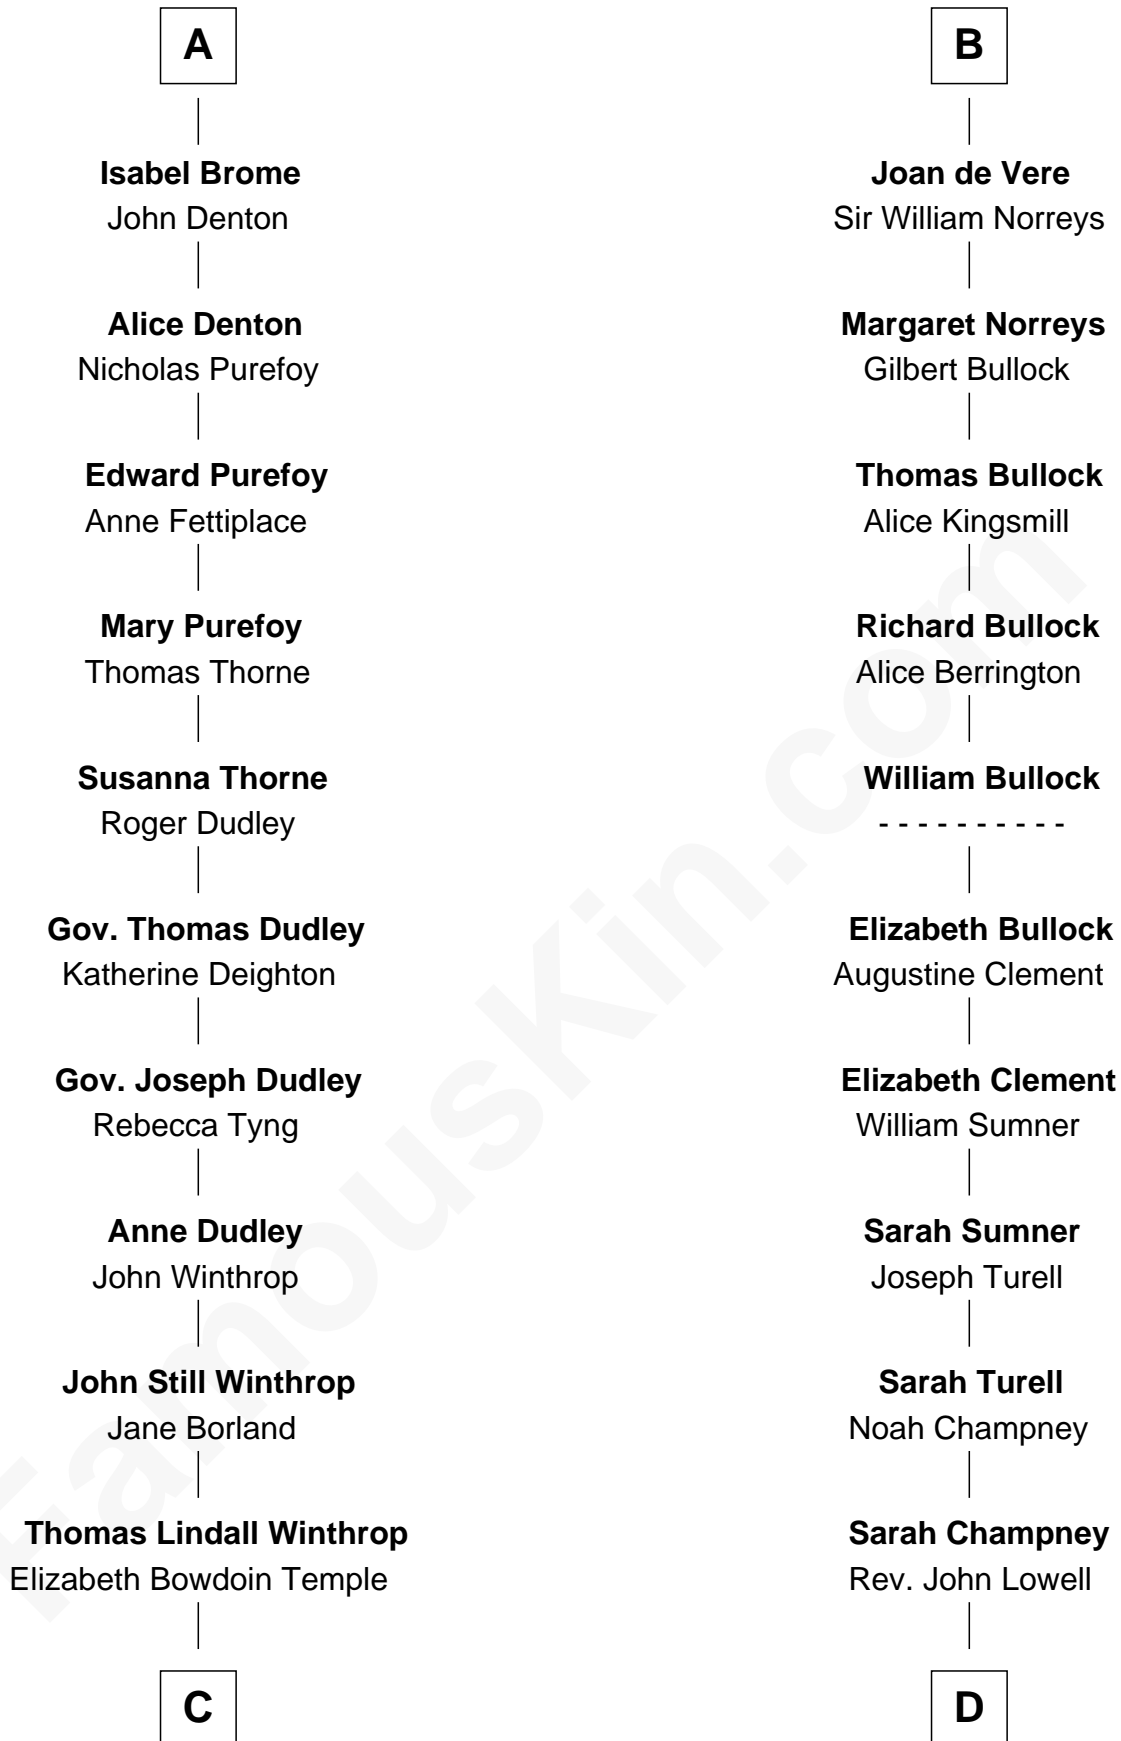 A
Isabel Brome
John Denton
Alice Denton
Nicholas Purefoy
Edward Purefoy
Anne Fettiplace
Mary Purefoy
Thomas Thorne
Susanna Thorne
Roger Dudley
Gov. Thomas Dudley
Katherine Deighton
Gov. Joseph Dudley
Rebecca Tyng
Anne Dudley
John Winthrop
John Still Winthrop
Jane Borland
Thomas Lindall Winthrop
Elizabeth Bowdoin Temple
C
B
Joan de Vere
Sir William Norreys
Margaret Norreys
Gilbert Bullock
Thomas Bullock
Alice Kingsmill
Richard Bullock
Alice Berrington
William Bullock
- - - - - - - - - -
Elizabeth Bullock
Augustine Clement
Elizabeth Clement
William Sumner
Sarah Sumner
Joseph Turell
Sarah Turell
Noah Champney
Sarah Champney
Rev. John Lowell
D
FamousKin.com